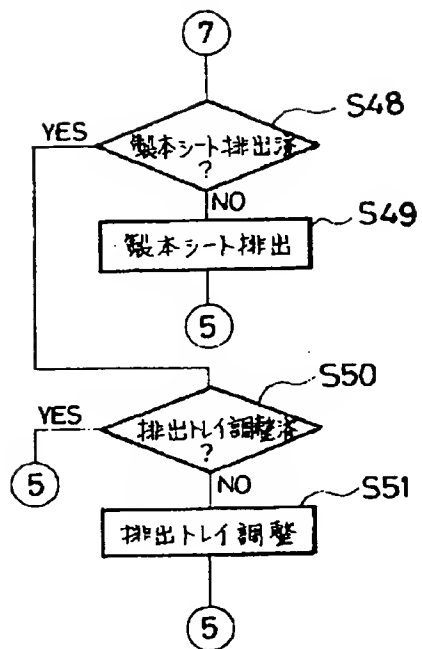 7
S48
YES
製本シート排出済
?
NO
S49
製本シート排出
5
S50
YES
排出トレイ調整済
?
5
NO
S51
排出トレイ調整
5